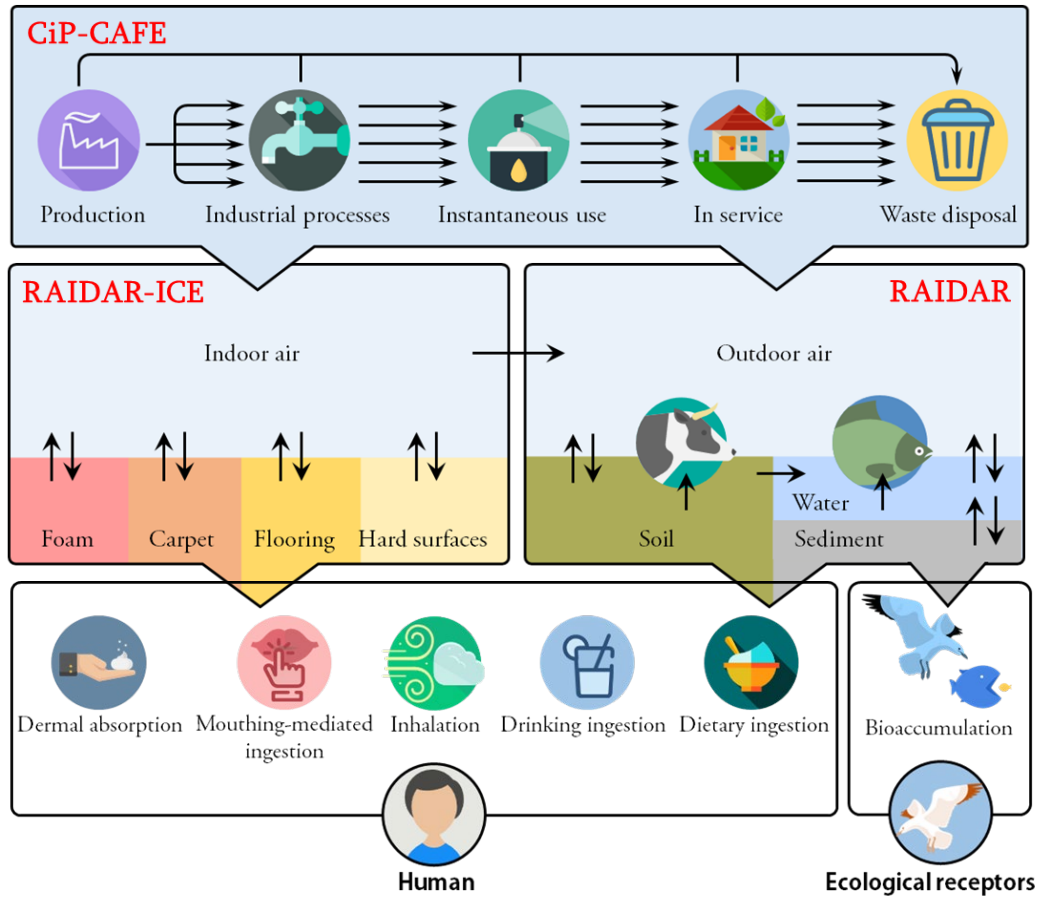 CiP-CAFE
Production
Industrial processes
Instantaneous use
In service
Waste disposal
RAIDAR-ICE
RAIDAR
Indoor air
Outdoor air
Foam
Carpet
Flooring
Hard surfaces
Soil
Water
Sediment
Dermal absorption
Mouthing-mediated
ingestion
Inhalation
Drinking ingestion
Dietary ingestion
Bioaccumulation
Human
Ecological receptors